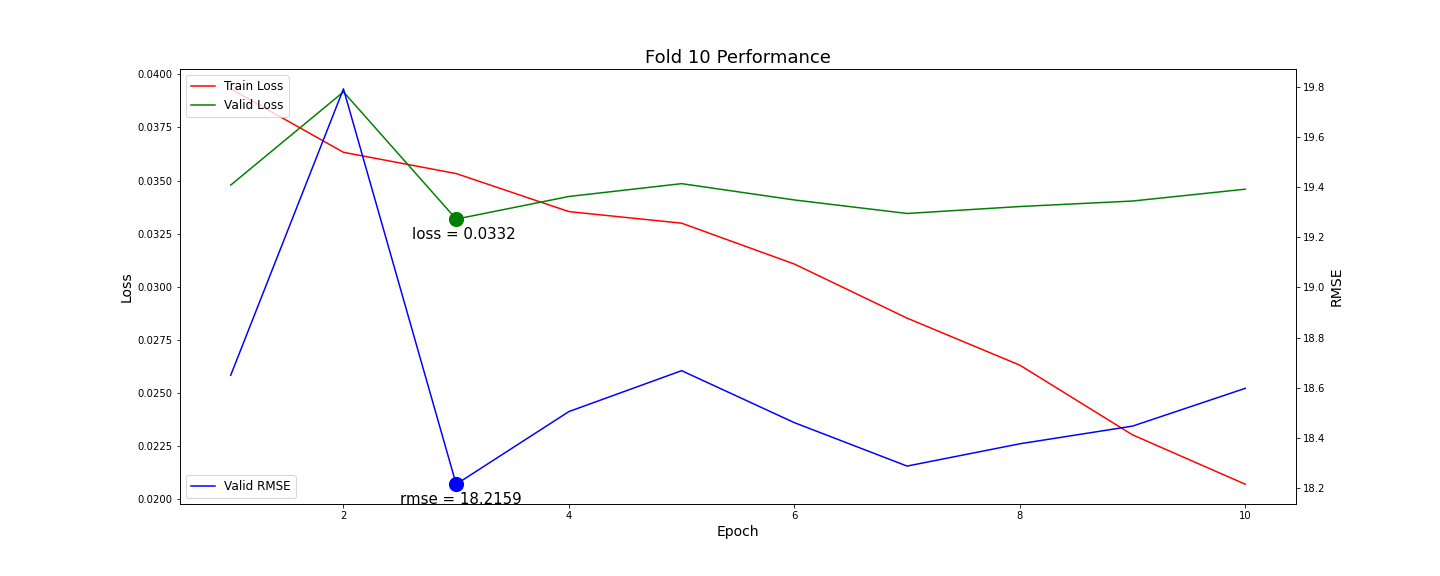 Fold 10 Performance
Train Loss
Valid Loss
0.0400
0.0375
0.0350
0.0325
0.0300
0.0275
0.0250
0.0225
0.0200
Loss
loss = 0.0332
rmse = 18.2159
Valid RMSE
19.8
19.6
19.4
19.2
19.0
18.8
18.6
18.4
18.2
RMSE
2 4 6 8 10
Epoch